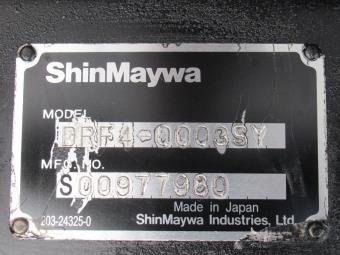 ShinMaywa
MODEL
DRF4-0003SY
MFG.NO.
S00977980
Made in Japan
203-24325-0
ShinMaywa Industries, Ltd.